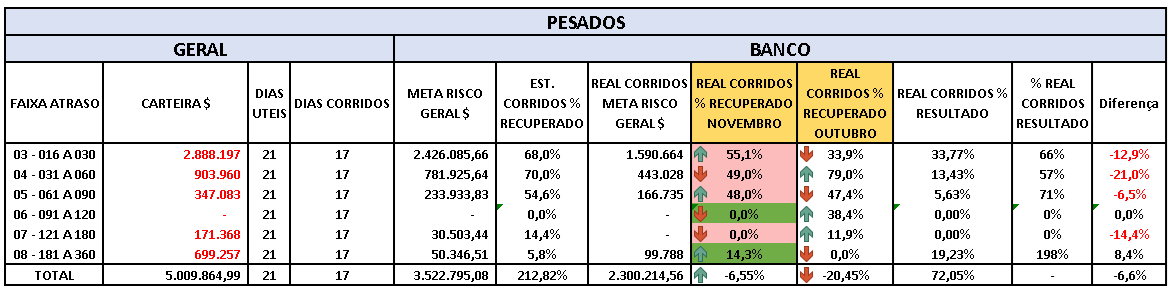 PESADOS
GERAL BANCO
FAIXA ATRASO CARTEIRA $ DIAS UTEIS DIAS CORRIDOS META RISCO GERAL $ EST. CORRIDOS % RECUPERADO REAL CORRIDOS META RISCO GERAL $ REAL CORRIDOS % RECUPERADO NOVEMBRO REAL CORRIDOS % RECUPERADO OUTUBRO REAL CORRIDOS % RESULTADO % REAL CORRIDOS RESULTADO Diferença
03 - 016 A 030 2.888.197 21 17 2.426.085,66 68,0% 1.590.664 55,1% 33,9% 33,77% 66% -12,9%
04 - 031 A 060 903.960 21 17 781.925,64 70,0% 443.028 49,0% 79,0% 13,43% 57% -21,0%
05 - 061 A 090 347.083 21 17 233.933,83 54,6% 166.735 48,0% 47,4% 5,63% 71% -6,5%
06 - 091 A 120 - 21 17 - 0,0% - 0,0% 38,4% 0,00% 0% 0,0%
07 - 121 A 180 171.368 21 17 30.503,44 14,4% - 0,0% 11,9% 0,00% 0% -14,4%
08 - 181 A 360 699.257 21 17 50.346,51 5,8% 99.788 14,3% 0,0% 19,23% 198% 8,4%
TOTAL 5.009.864,99 21 17 3.522.795,08 212,82% 2.300.214,56 -6,55% -20,45% 72,05% - -6,6%